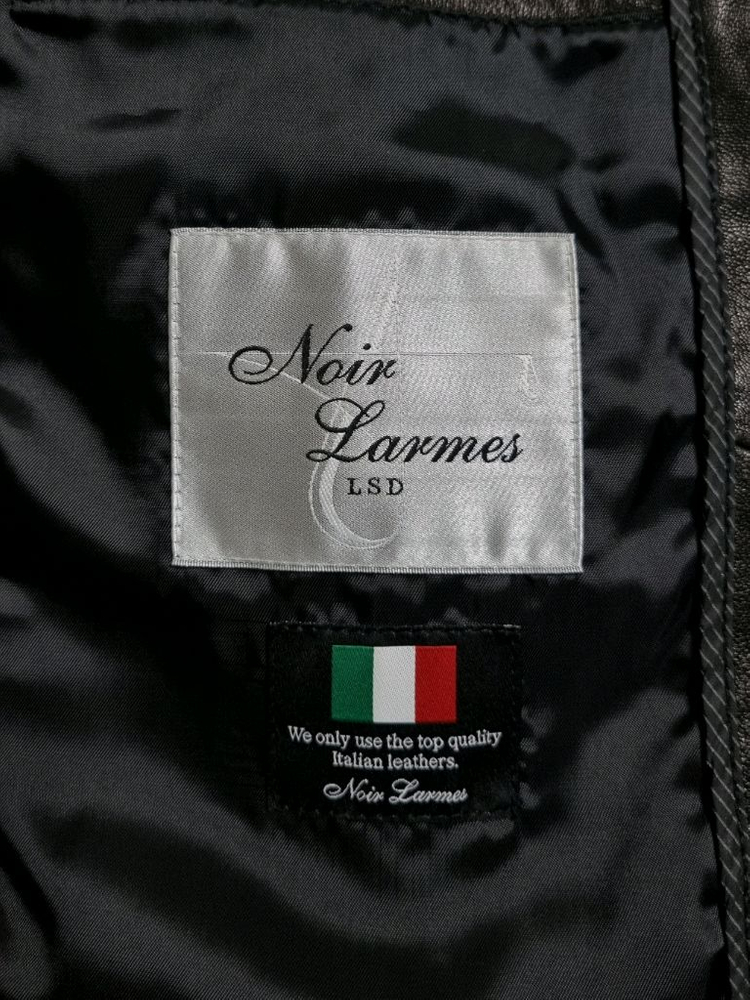 Noir
Larmes
LSD
We only use the top quality
Italian leathers.
Noir Larmes